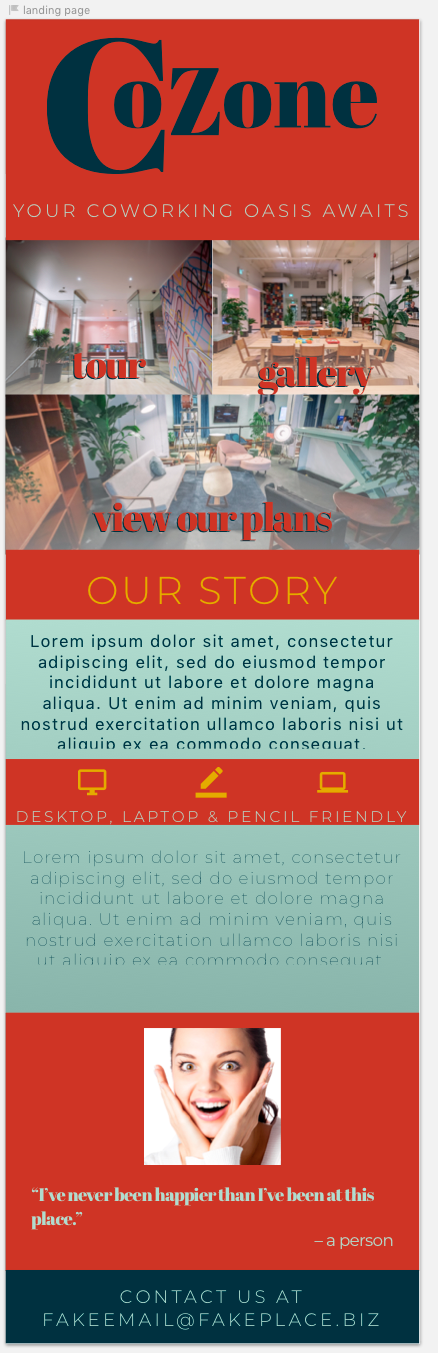 landing page
CoZone
YOUR COWORKING OASIS AWAITS
tour
gallery
view our plans
OUR STORY
Lorem ipsum dolor sit amet, consectetur
adipiscing elit, sed do eiusmod tempor
incididunt ut labore et dolore magna
aliqua. Ut enim ad minim veniam, quis
nostrud exercitation ullamco laboris nisi ut
aliquip ex ea commodo consequat.
DESKTOP, LAPTOP & PENCIL FRIENDLY
Lorem ipsum dolor sit amet, consectetur
adipiscing elit, sed do eiusmod tempor
incididunt ut labore et dolore magna
aliqua. Ut enim ad minim veniam, quis
nostrud exercitation ullamco laboris nisi
ut aliquip ex ea commodo consequat
“I’ve never been happier than I’ve been at this
place.”
– a person
CONTACT US AT
FAKEEMAIL@FAKEPLACE.BIZ